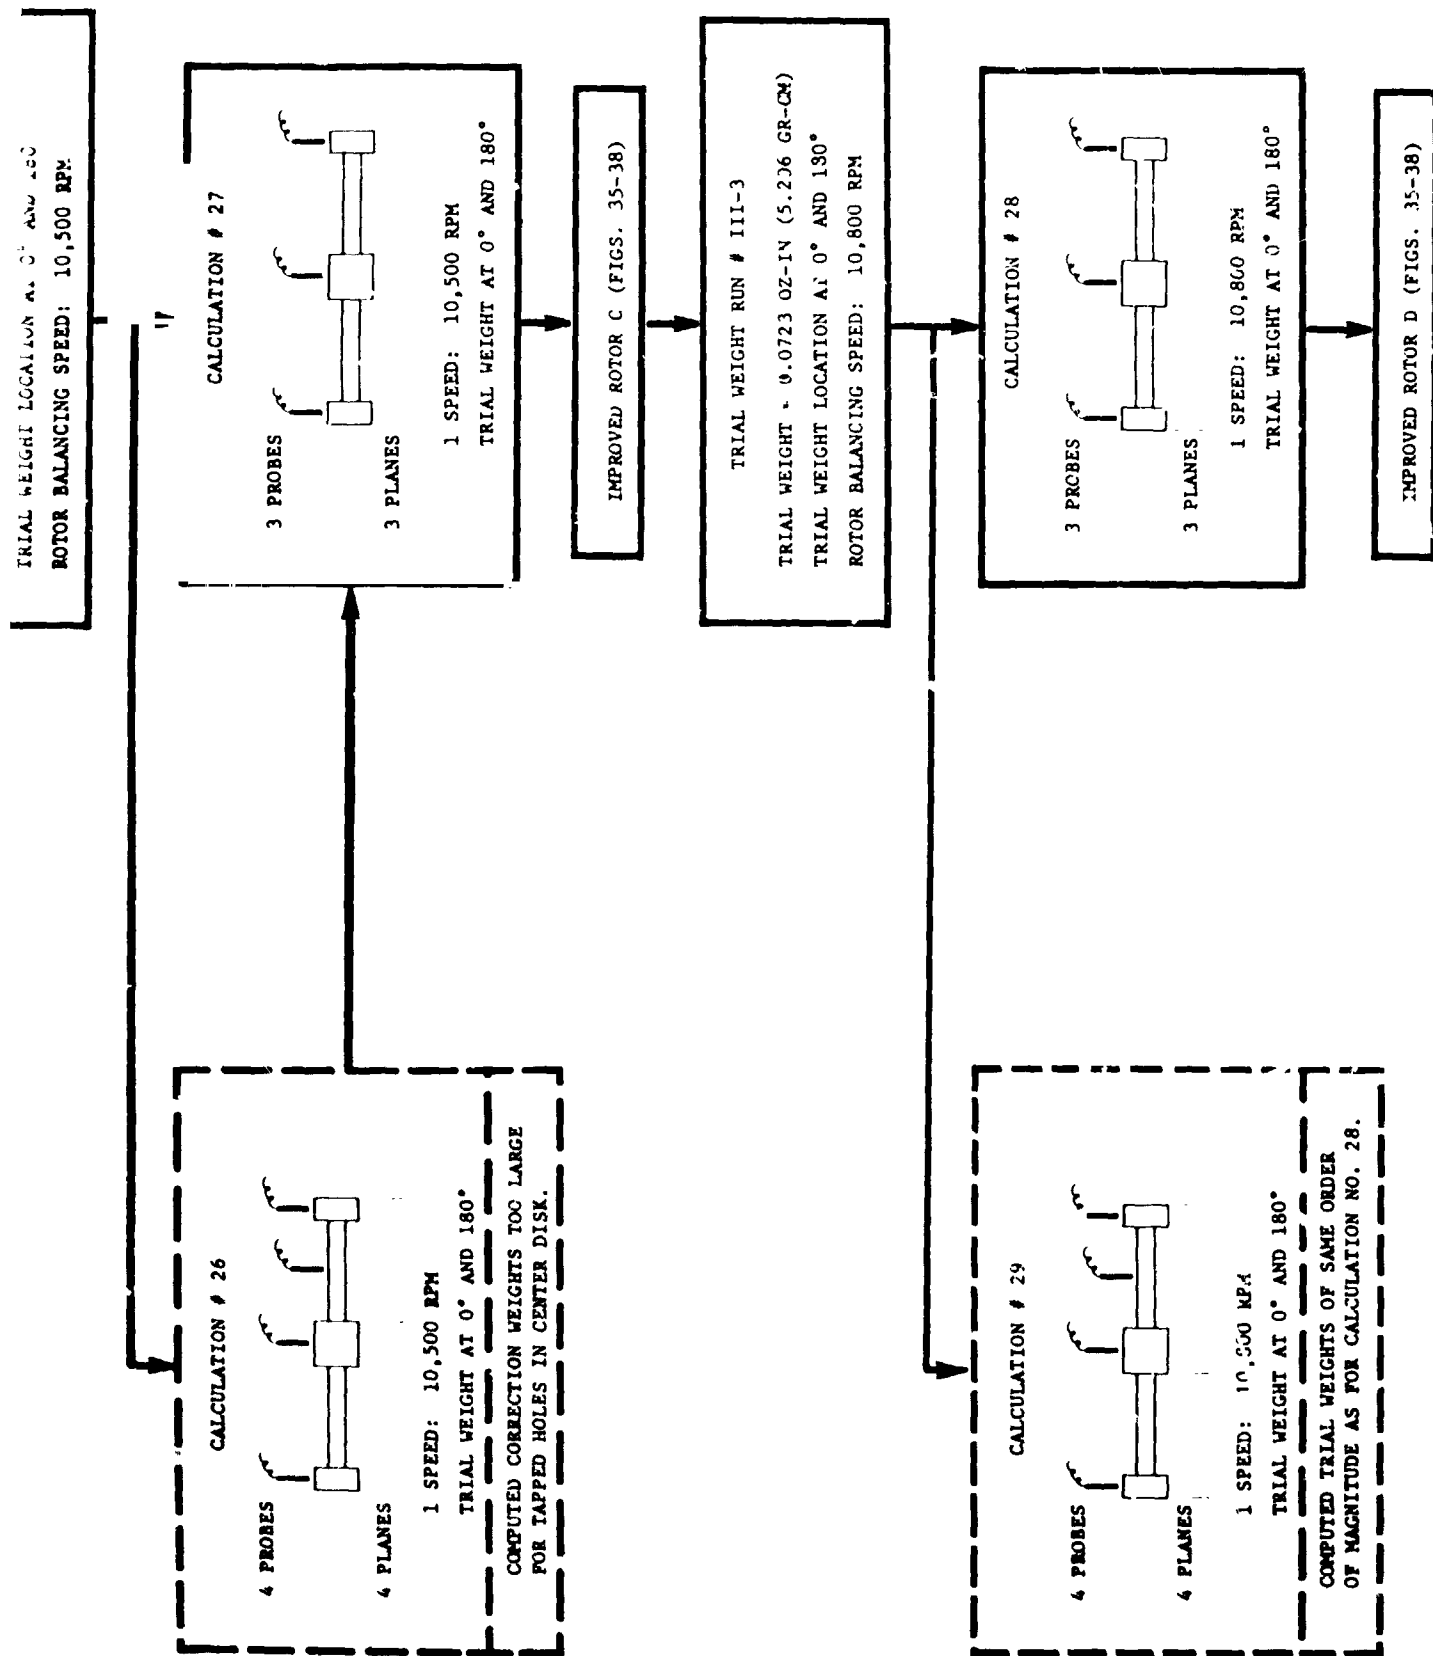 TRIAL WEIGHT LOCATION AT 0° AND 180
ROTOR BALANCING SPEED: 10,500 RPM
CALCULATION # 27
3 PROBES
3 PLANES
1 SPEED: 10,500 RPM
TRIAL WEIGHT AT 0° AND 180°
IMPROVED ROTOR C (FIGS. 35-38)
TRIAL WEIGHT RUN # III-3
TRIAL WEIGHT = 0.0723 OZ-IN (5.206 GR-CM)
TRIAL WEIGHT LOCATION AT 0° AND 180°
ROTOR BALANCING SPEED: 10,800 RPM
CALCULATION # 28
3 PROBES
3 PLANES
1 SPEED: 10,800 RPM
TRIAL WEIGHT AT 0° AND 180°
IMPROVED ROTOR D (FIGS. 35-38)
CALCULATION # 26
4 PROBES
4 PLANES
1 SPEED: 10,500 RPM
TRIAL WEIGHT AT 0° AND 180°
COMPUTED CORRECTION WEIGHTS TOO LARGE
FOR TAPPED HOLES IN CENTER DISK.
CALCULATION # 29
4 PROBES
4 PLANES
1 SPEED: RPM
TRIAL WEIGHT AT 0° AND 180°
COMPUTED TRIAL WEIGHTS OF SAME ORDER
OF MAGNITUDE AS FOR CALCULATION NO. 28.